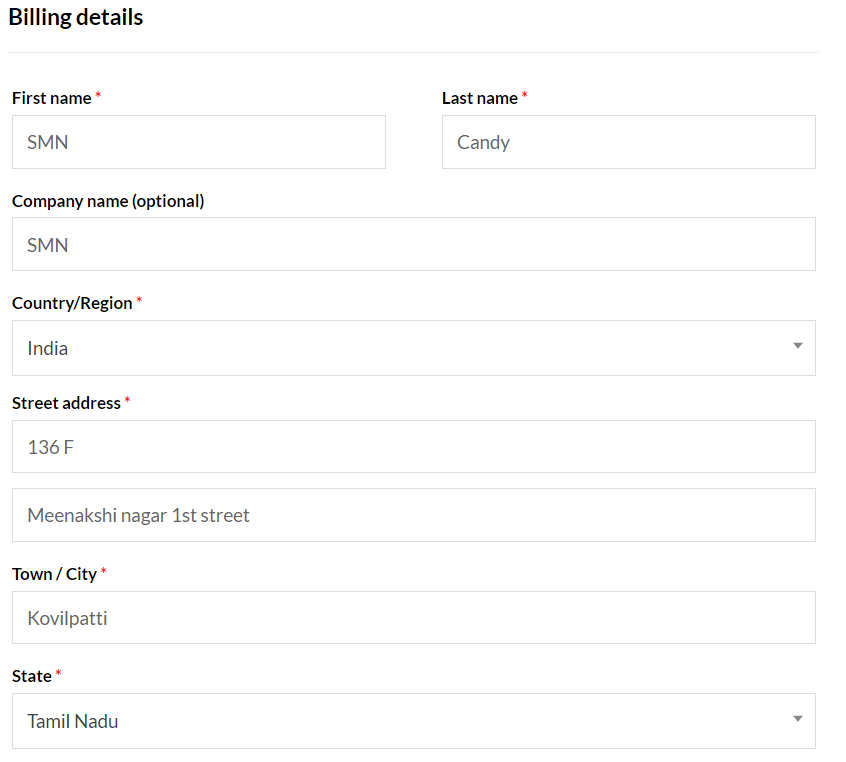 Billing details
First name * Last name *
SMN Candy
Company name (optional)
SMN
Country/Region *
India
Street address *
136 F
Meenakshi nagar 1st street
Town / City *
Kovilpatti
State *
Tamil Nadu